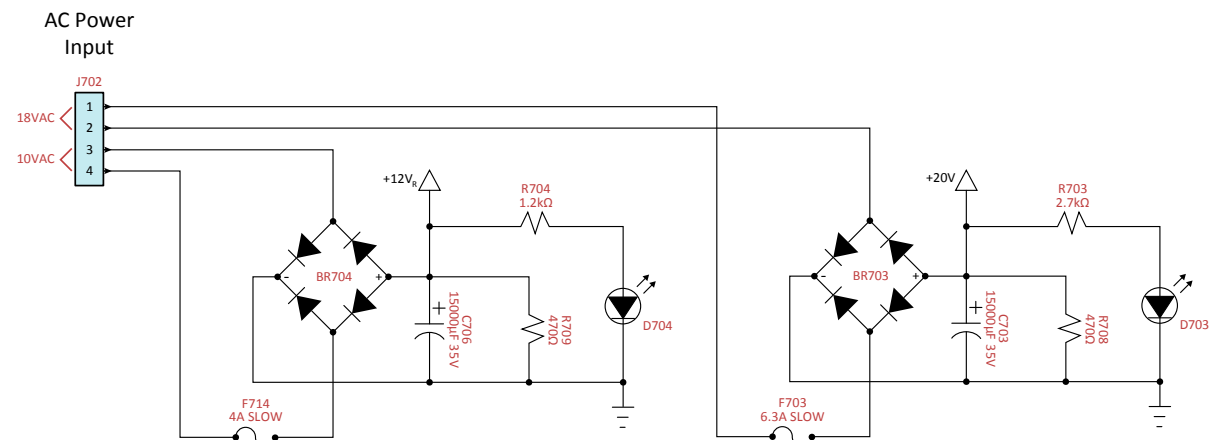 AC Power
Input
J702
18VAC
10VAC
1
2
3
4
+12VR
R704
1.2kΩ
+20V
R703
2.7kΩ
-
BR704
+
+
C706
15000µF 35V
R709
470Ω
D704
-
BR703
+
+
C703
15000µF 35V
R708
470Ω
D703
F714
4A SLOW
F703
6.3A SLOW